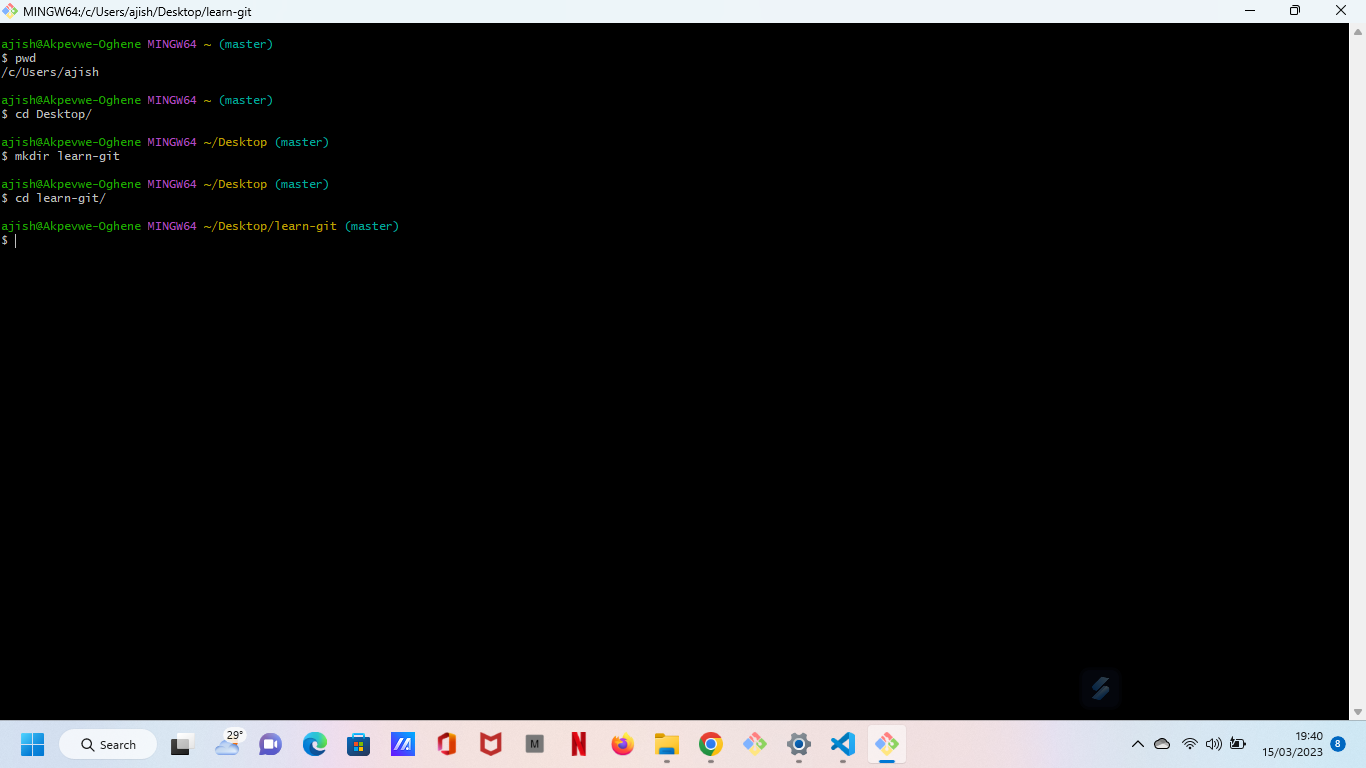 MINGW64:/c/Users/ajish/Desktop/learn-git
ajish@Akpevwe-Oghene MINGW64 ~ (master)
$ pwd
/c/Users/ajish
ajish@Akpevwe-Oghene MINGW64 ~ (master)
$ cd Desktop/
ajish@Akpevwe-Oghene MINGW64 ~/Desktop (master)
$ mkdir learn-git
ajish@Akpevwe-Oghene MINGW64 ~/Desktop (master)
$ cd learn-git/
ajish@Akpevwe-Oghene MINGW64 ~/Desktop/learn-git (master)
$
Search
29°
M
19:40
15/03/2023
8